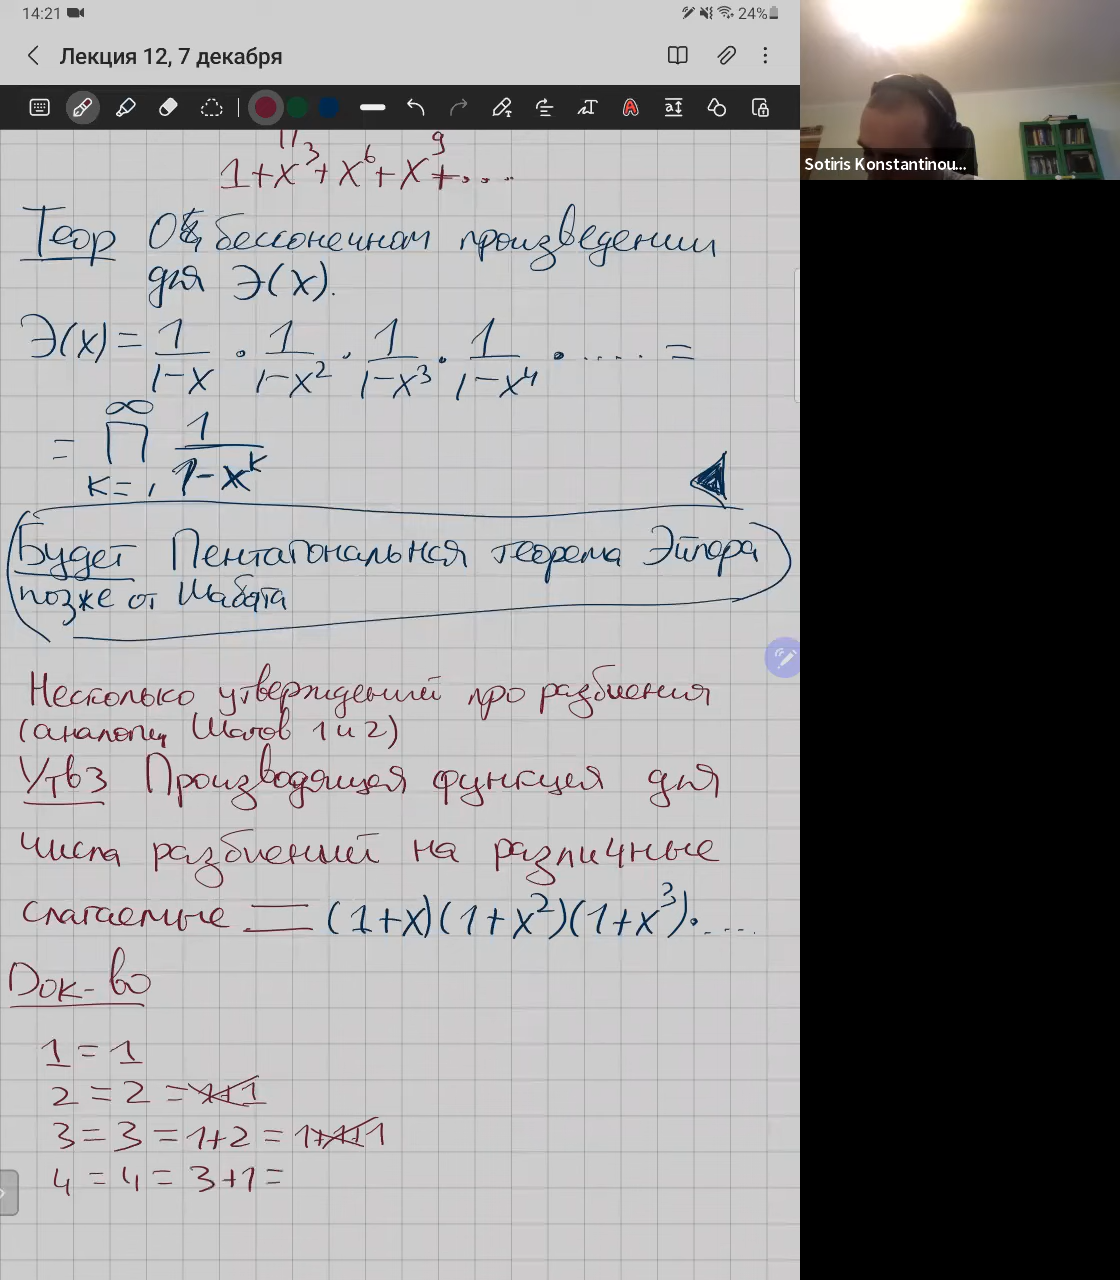 14:21
24%
Лекция 12, 7 декабря
Sotiris Konstantinou...
1+x³+x⁶+x⁹+...
Теор О бесконечном произведении
для Э(x).
Э(x) = 1/(1-x) · 1/(1-x²) · 1/(1-x³) · 1/(1-x⁴) · ..... =
= ∏_{k=1}^{∞} 1/(1-x^k)
Будет Пентагональная теорема Эйлера
позже от Шабата
Несколько утверждений про разбиения
(аналоги Шагов 1 и 2)
Утв 3 Производящая функция для
числа разбиений на различные
слагаемые = (1+x)(1+x²)(1+x³)·....
Док-во
1 = 1
2 = 2 = 1+1
3 = 3 = 1+2 = 1+1+1
4 = 4 = 3+1 =